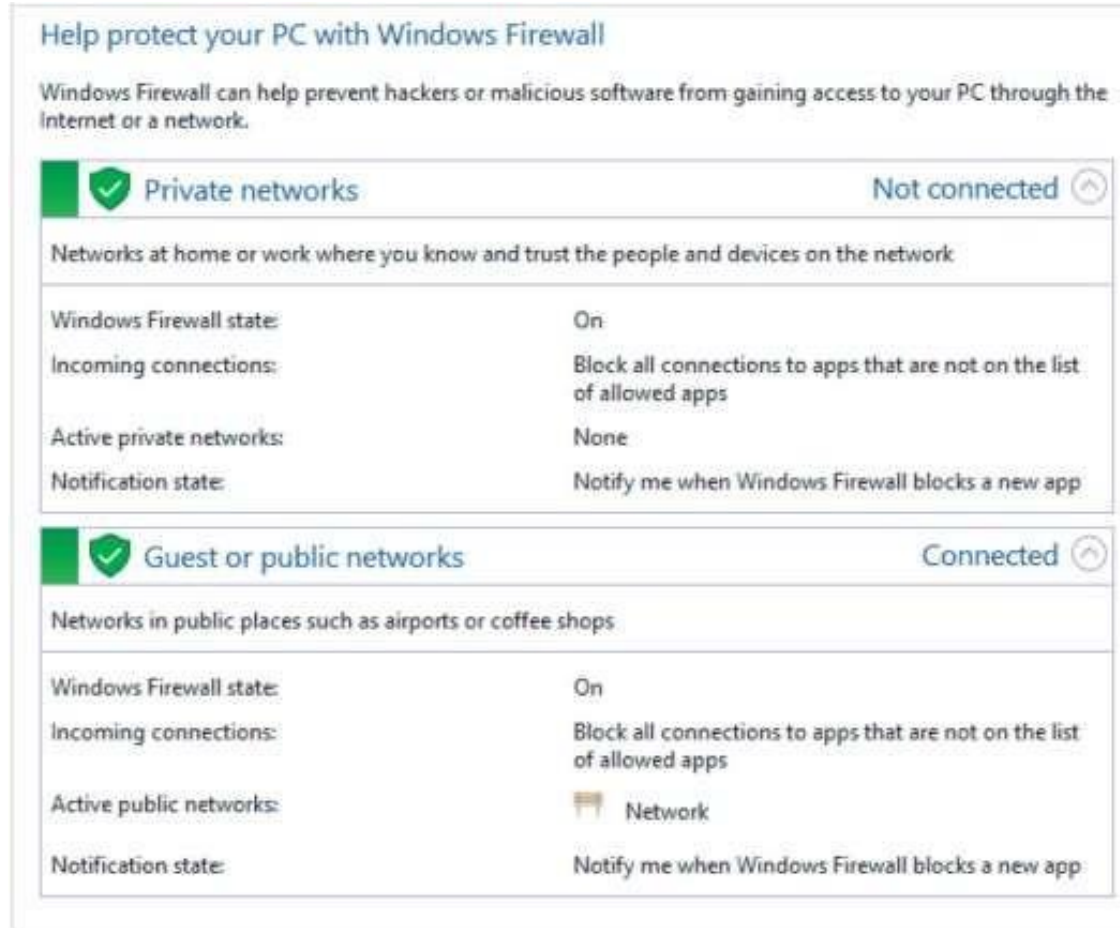 Help protect your PC with Windows Firewall
Windows Firewall can help prevent hackers or malicious software from gaining access to your PC through the
Internet or a network.
Private networks Not connected
Networks at home or work where you know and trust the people and devices on the network
Windows Firewall state: On
Incoming connections: Block all connections to apps that are not on the list
of allowed apps
Active private networks: None
Notification state: Notify me when Windows Firewall blocks a new app
Guest or public networks Connected
Networks in public places such as airports or coffee shops
Windows Firewall state: On
Incoming connections: Block all connections to apps that are not on the list
of allowed apps
Active public networks: Network
Notification state: Notify me when Windows Firewall blocks a new app